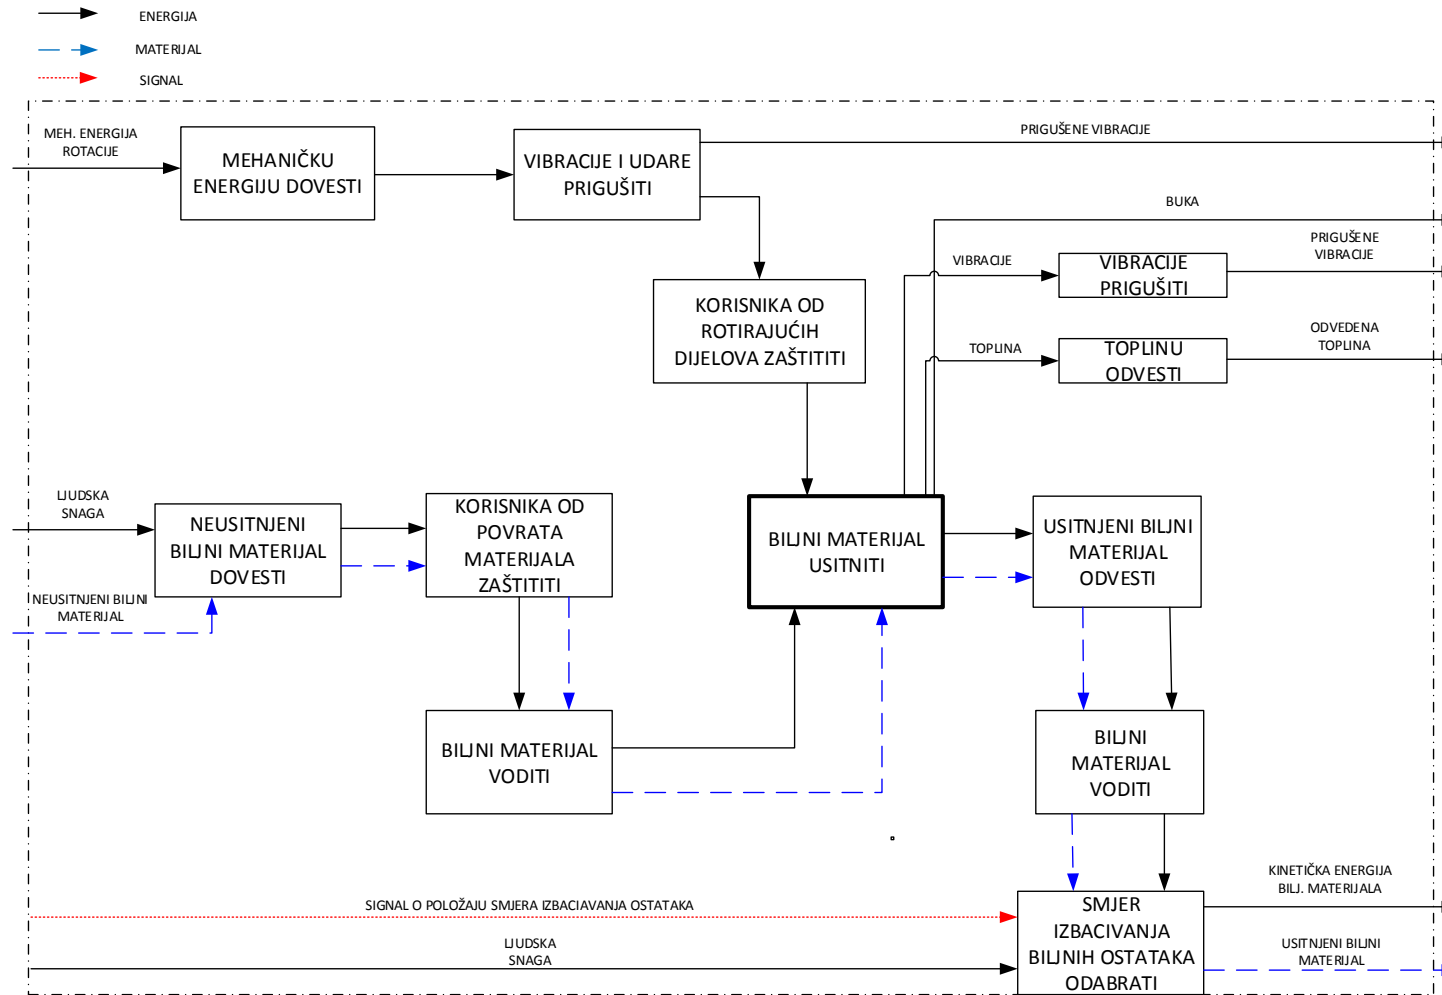 ENERGIJA
MATERIJAL
SIGNAL
MEH. ENERGIJA
ROTACIJE
MEHANIČKU
ENERGIJU DOVESTI
VIBRACIJE I UDARE
PRIGUŠITI
PRIGUŠENE VIBRACIJE
BUKA
VIBRACIJE
VIBRACIJE
PRIGUŠITI
PRIGUŠENE
VIBRACIJE
KORISNIKA OD
ROTIRAJUĆIH
DIJELOVA ZAŠTITITI
TOPLINA
TOPLINU
ODVESTI
ODVEDENA
TOPLINA
LJUDSKA
SNAGA
NEUSITNJENI
BILJNI MATERIJAL
DOVESTI
NEUSITNJENI BILJNI
MATERIJAL
KORISNIKA OD
POVRATA
MATERIJALA
ZAŠTITITI
BILJNI MATERIJAL
USITNITI
USITNJENI BILJNI
MATERIJAL
ODVESTI
BILJNI MATERIJAL
VODITI
BILJNI
MATERIJAL
VODITI
SIGNAL O POLOŽAJU SMJERA IZBACIAVANJA OSTATAKA
LJUDSKA
SNAGA
SMJER
IZBACIVANJA
BILJNIH OSTATAKA
ODABRATI
KINETIČKA ENERGIJA
BILJ. MATERIJALA
USITNJENI BILJNI
MATERIJAL